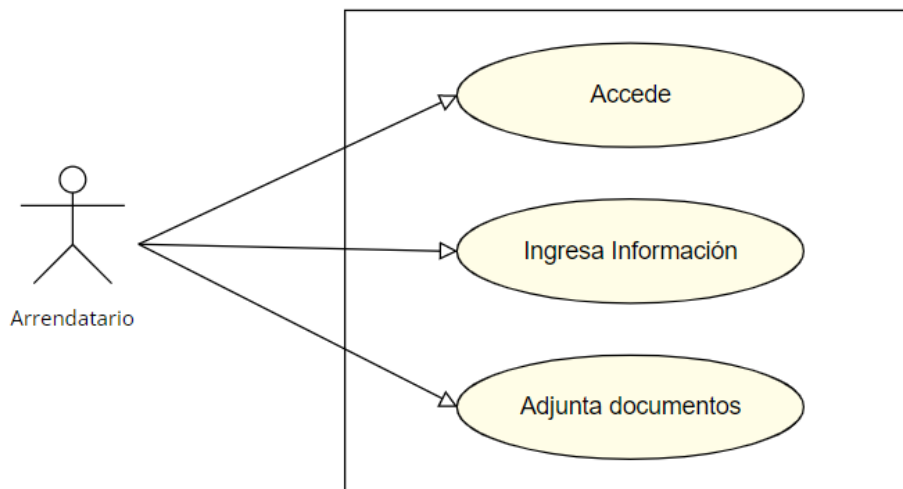 Accede
Ingresa Información
Arrendatario
Adjunta documentos